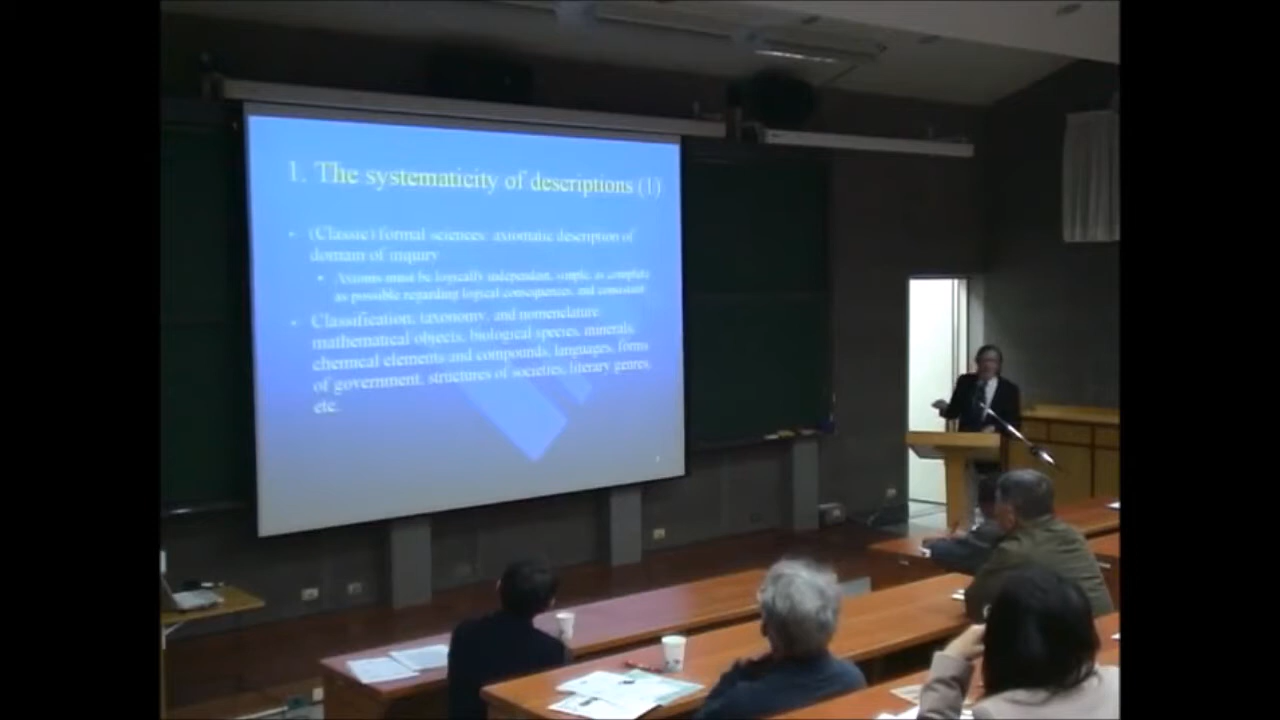 1. The systematicity of descriptions (1)
• (Classic) formal sciences: axiomatic description of
domain of inquiry
• Axioms must be logically independent, simple, as complete
as possible regarding logical consequences, and consistent
• Classification, taxonomy, and nomenclature:
mathematical objects, biological species, minerals,
chemical elements and compounds, languages, forms
of government, structures of societies, literary genres,
etc.